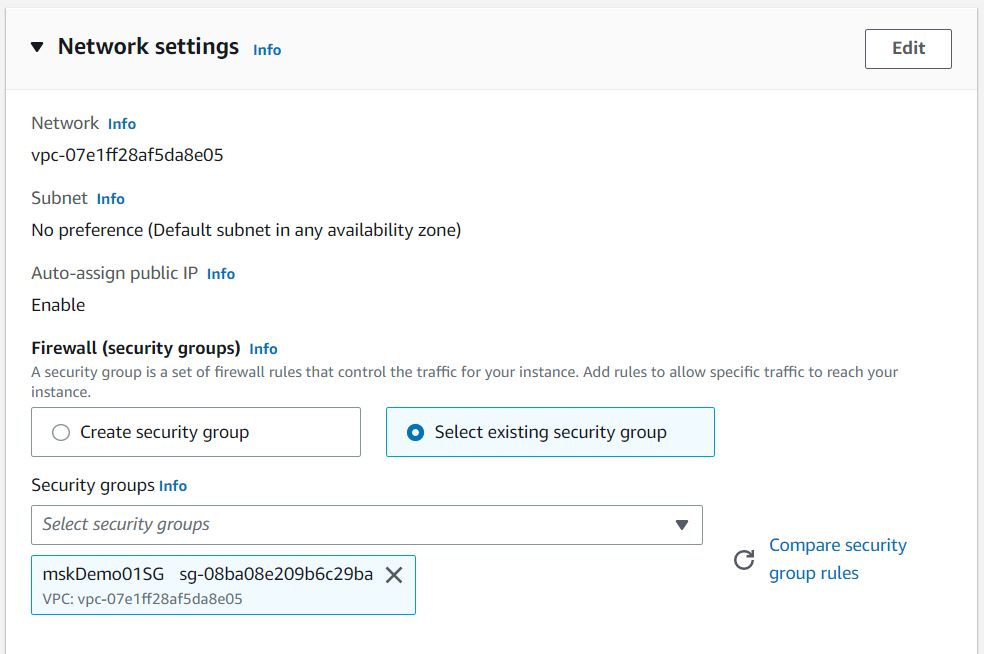 Network settings Info
Edit
Network Info
vpc-07e1ff28af5da8e05
Subnet Info
No preference (Default subnet in any availability zone)
Auto-assign public IP Info
Enable
Firewall (security groups) Info
A security group is a set of firewall rules that control the traffic for your instance. Add rules to allow specific traffic to reach your
instance.
Create security group
Select existing security group
Security groups Info
Select security groups
mskDemo01SG sg-08ba08e209b6c29ba
VPC: vpc-07e1ff28af5da8e05
Compare security
group rules